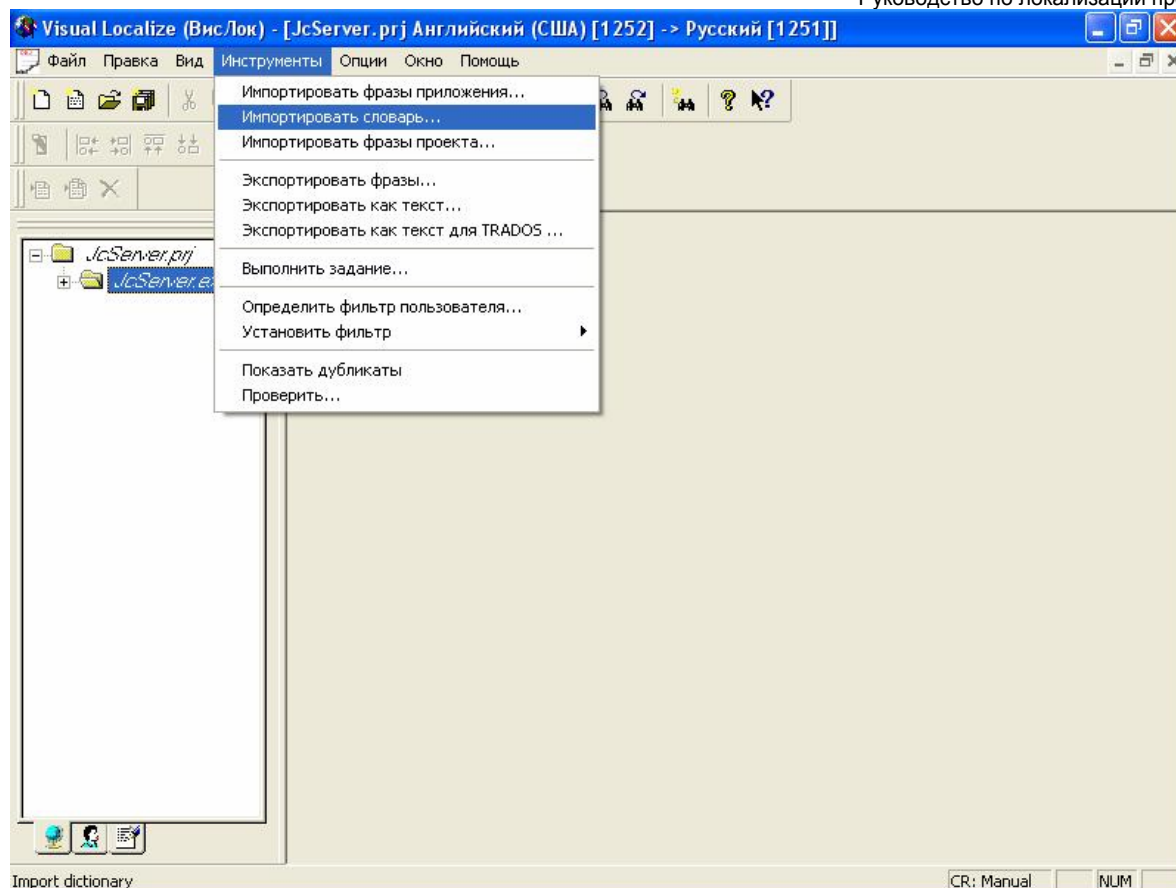 Руководство по локализации
Visual Localize (ВисЛок) - [JcServer.prj Английский (США) [1252] -> Русский [1251]]
Файл Правка Вид Инструменты Опции Окно Помощь
Импортировать фразы приложения...
Импортировать словарь...
Импортировать фразы проекта...
Экспортировать фразы...
Экспортировать как текст...
Экспортировать как текст для TRADOS ...
JcServer.prj
JcServer.e
Выполнить задание...
Определить фильтр пользователя...
Установить фильтр
Показать дубликаты
Проверить...
Import dictionary CR: Manual NUM